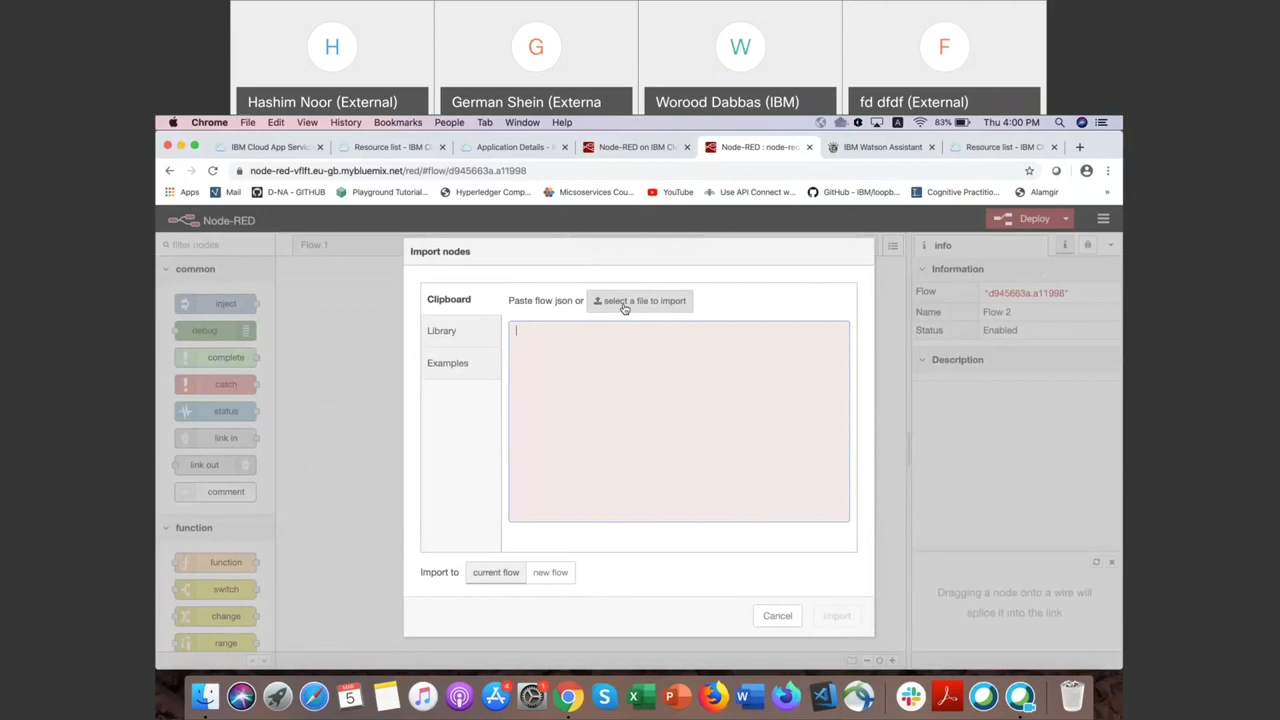 H
G
W
F
Hashim Noor (External)
German Shein (Externa
Worood Dabbas (IBM)
fd dfdf (External)
Chrome File Edit View History Bookmarks People Tab Window Help
A
83%
Thu 4:00 PM
IBM Cloud App Servi
Resource list - IBM C
Application Details - I
Node-RED on IBM Cl
Node-RED : node-rec
IBM Watson Assistant
Resource list - IBM C
node-red-vflft.eu-gb.mybluemix.net/red/#flow/d945663a.a11998
Apps
Mail
D-NA - GITHUB
Playground Tutorial...
Hyperledger Comp...
Micsoservices Cou...
YouTube
Use API Connect w...
GitHub - IBM/loopb...
Cognitive Practitio...
Alamgir
Node-RED
Deploy
filter nodes
Flow 1
Import nodes
i info
i
common
Information
inject
Clipboard
Paste flow json or
select a file to import
Flow "d945663a.a11998"
Name Flow 2
debug
Library
Status Enabled
complete
Examples
Description
catch
status
link in
link out
comment
function
function
Import to current flow new flow
switch
Dragging a node onto a wire will
splice it into the link
change
Cancel
Import
range
MAR
5